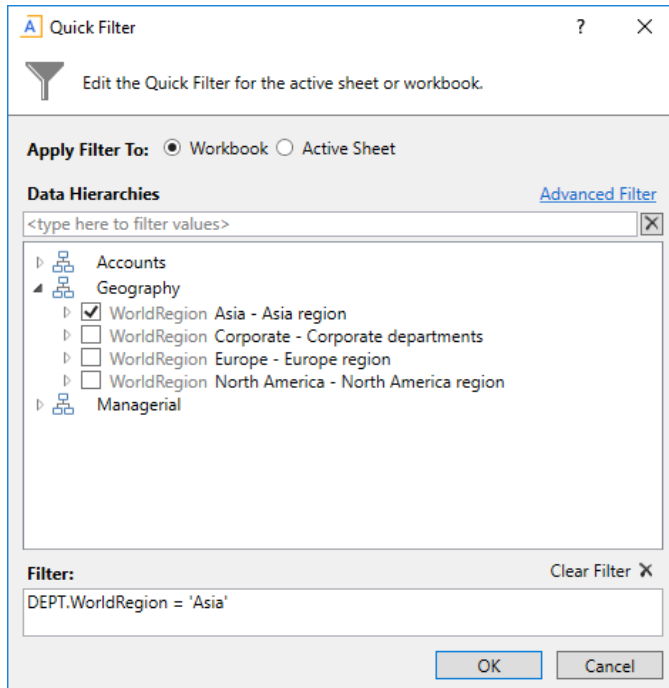 A Quick Filter ?
Edit the Quick Filter for the active sheet or workbook.
Apply Filter To: Workbook Active Sheet
Data Hierarchies Advanced Filter
<type here to filter values>
Accounts
Geography
WorldRegion Asia - Asia region
WorldRegion Corporate - Corporate departments
WorldRegion Europe - Europe region
WorldRegion North America - North America region
Managerial
Filter: Clear Filter
DEPT.WorldRegion = 'Asia'
OK Cancel